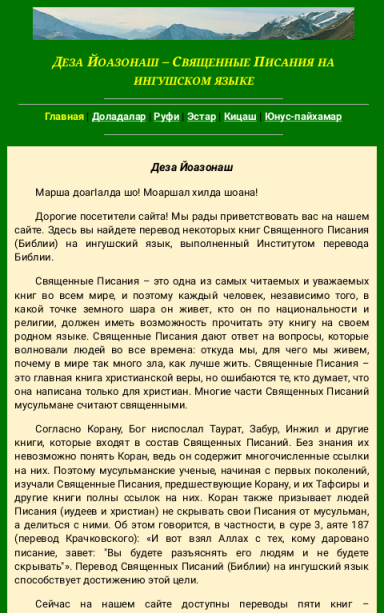 Деза Йоазонаш – Священные Писания на
ингушском языке
Главная | Доладалар | Руфи | Эстар | Кицаш | Юнус-пайхамар
Деза Йоазонаш
Марша доагӀалда шо! Моаршал хилда шоана!
Дорогие посетители сайта! Мы рады приветствовать вас на нашем
сайте. Здесь вы найдете перевод некоторых книг Священного Писания
(Библии) на ингушский язык, выполненный Институтом перевода
Библии.
Священные Писания – это одна из самых читаемых и уважаемых
книг во всем мире, и поэтому каждый человек, независимо того, в
какой точке земного шара он живет, кто он по национальности и
религии, должен иметь возможность прочитать эту книгу на своем
родном языке. Священные Писания дают ответ на вопросы, которые
волновали людей во все времена: откуда мы, для чего мы живем,
почему в мире так много зла, как лучше жить. Священные Писания –
это главная книга христианской веры, но ошибаются те, кто думает, что
она написана только для христиан. Многие части Священных Писаний
мусульмане считают священными.
Согласно Корану, Бог ниспослал Таурат, Забур, Инжил и другие
книги, которые входят в состав Священных Писаний. Без знания их
невозможно понять Коран, ведь он содержит многочисленные ссылки
на них. Поэтому мусульманские ученые, начиная с первых поколений,
изучали Священные Писания, предшествующие Корану, и их Тафсиры и
другие книги полны ссылок на них. Коран также призывает людей
Писания (иудеев и христиан) не скрывать свои Писания от мусульман,
а делиться с ними. Об этом говорится, в частности, в суре 3, аяте 187
(перевод Крачковского): «И вот взял Аллах с тех, кому даровано
писание, завет: "Вы будете разъяснять его людям и не будете
скрывать"». Перевод Священных Писаний (Библии) на ингушский язык
способствует достижению этой цели.
Сейчас на нашем сайте доступны переводы пяти книг –